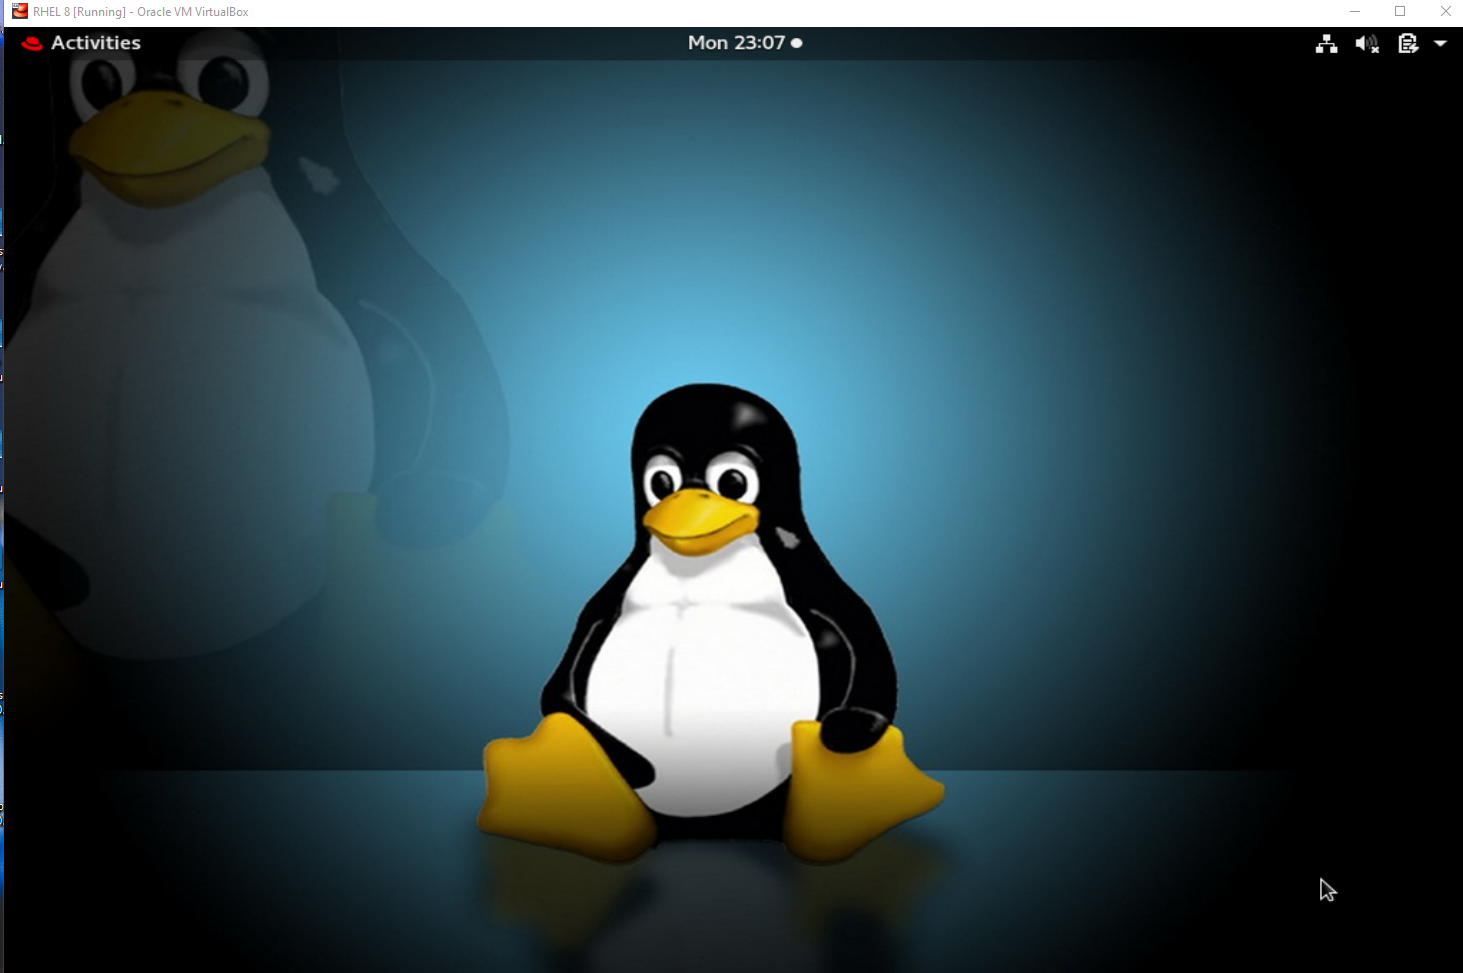 RHEL 8 [Running] - Oracle VM VirtualBox
Activities
Mon 23:07